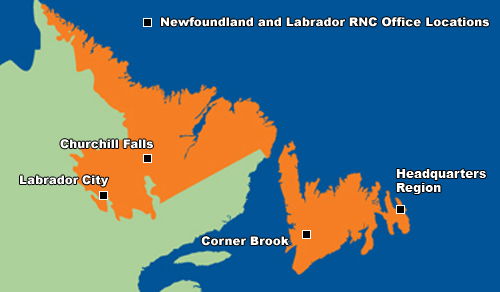 Newfoundland and Labrador RNC Office Locations
Churchill Falls
Headquarters
Region
Labrador City
Corner Brook